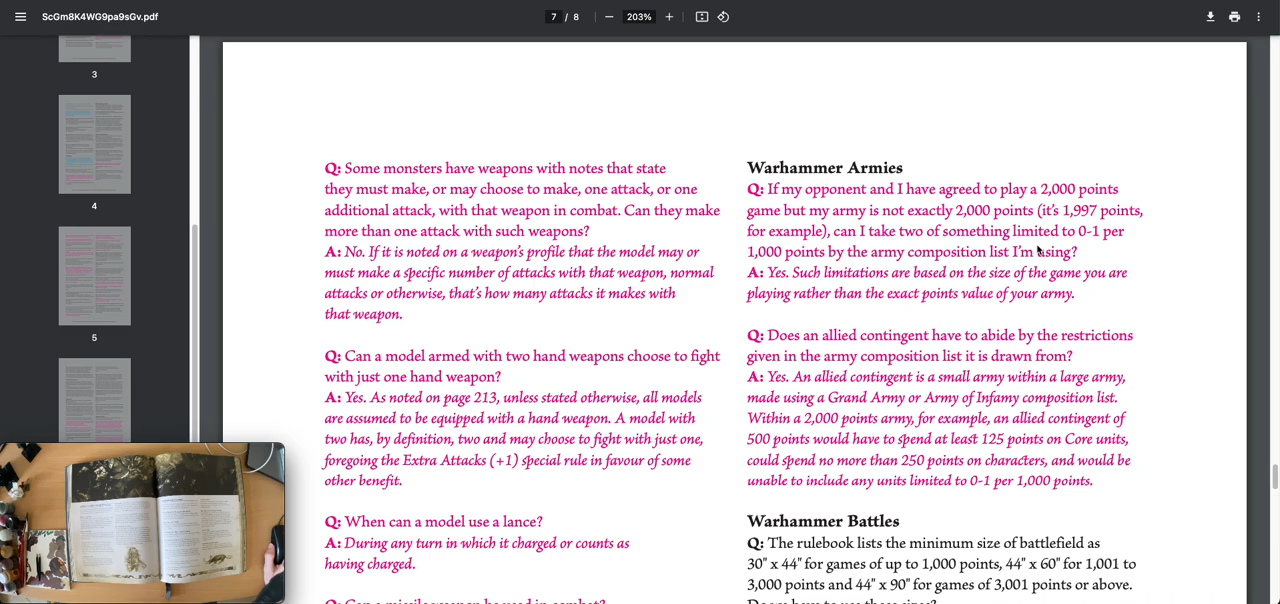 ScGm8K4WG9pa9sGv.pdf
7 / 8
203%
3
4
5
Q: Some monsters have weapons with notes that state
they must make, or may choose to make, one attack, or one
additional attack, with that weapon in combat. Can they make
more than one attack with such weapons?
A: No. If it is noted on a weapon's profile that the model may or
must make a specific number of attacks with that weapon, normal
attacks or otherwise, that's how many attacks it makes with
that weapon.
Q: Can a model armed with two hand weapons choose to fight
with just one hand weapon?
A: Yes. As noted on page 213, unless stated otherwise, all models
are assumed to be equipped with a hand weapon. A model with
two has, by definition, two and may choose to fight with just one,
foregoing the Extra Attacks (+1) special rule in favour of some
other benefit.
Q: When can a model use a lance?
A: During any turn in which it charged or counts as
having charged.
Q: Can a missile weapon be used in combat?
Warhammer Armies
Q: If my opponent and I have agreed to play a 2,000 points
game but my army is not exactly 2,000 points (it's 1,997 points,
for example), can I take two of something limited to 0-1 per
1,000 points by the army composition list I'm using?
A: Yes. Such limitations are based on the size of the game you are
playing rather than the exact points value of your army.
Q: Does an allied contingent have to abide by the restrictions
given in the army composition list it is drawn from?
A: Yes. An allied contingent is a small army within a large army,
made using a Grand Army or Army of Infamy composition list.
Within a 2,000 points army, for example, an allied contingent of
500 points would have to spend at least 125 points on Core units,
could spend no more than 250 points on characters, and would be
unable to include any units limited to 0-1 per 1,000 points.
Warhammer Battles
Q: The rulebook lists the minimum size of battlefield as
30" x 44" for games of up to 1,000 points, 44" x 60" for 1,001 to
3,000 points and 44" x 90" for games of 3,001 points or above.
Do we have to use these sizes?